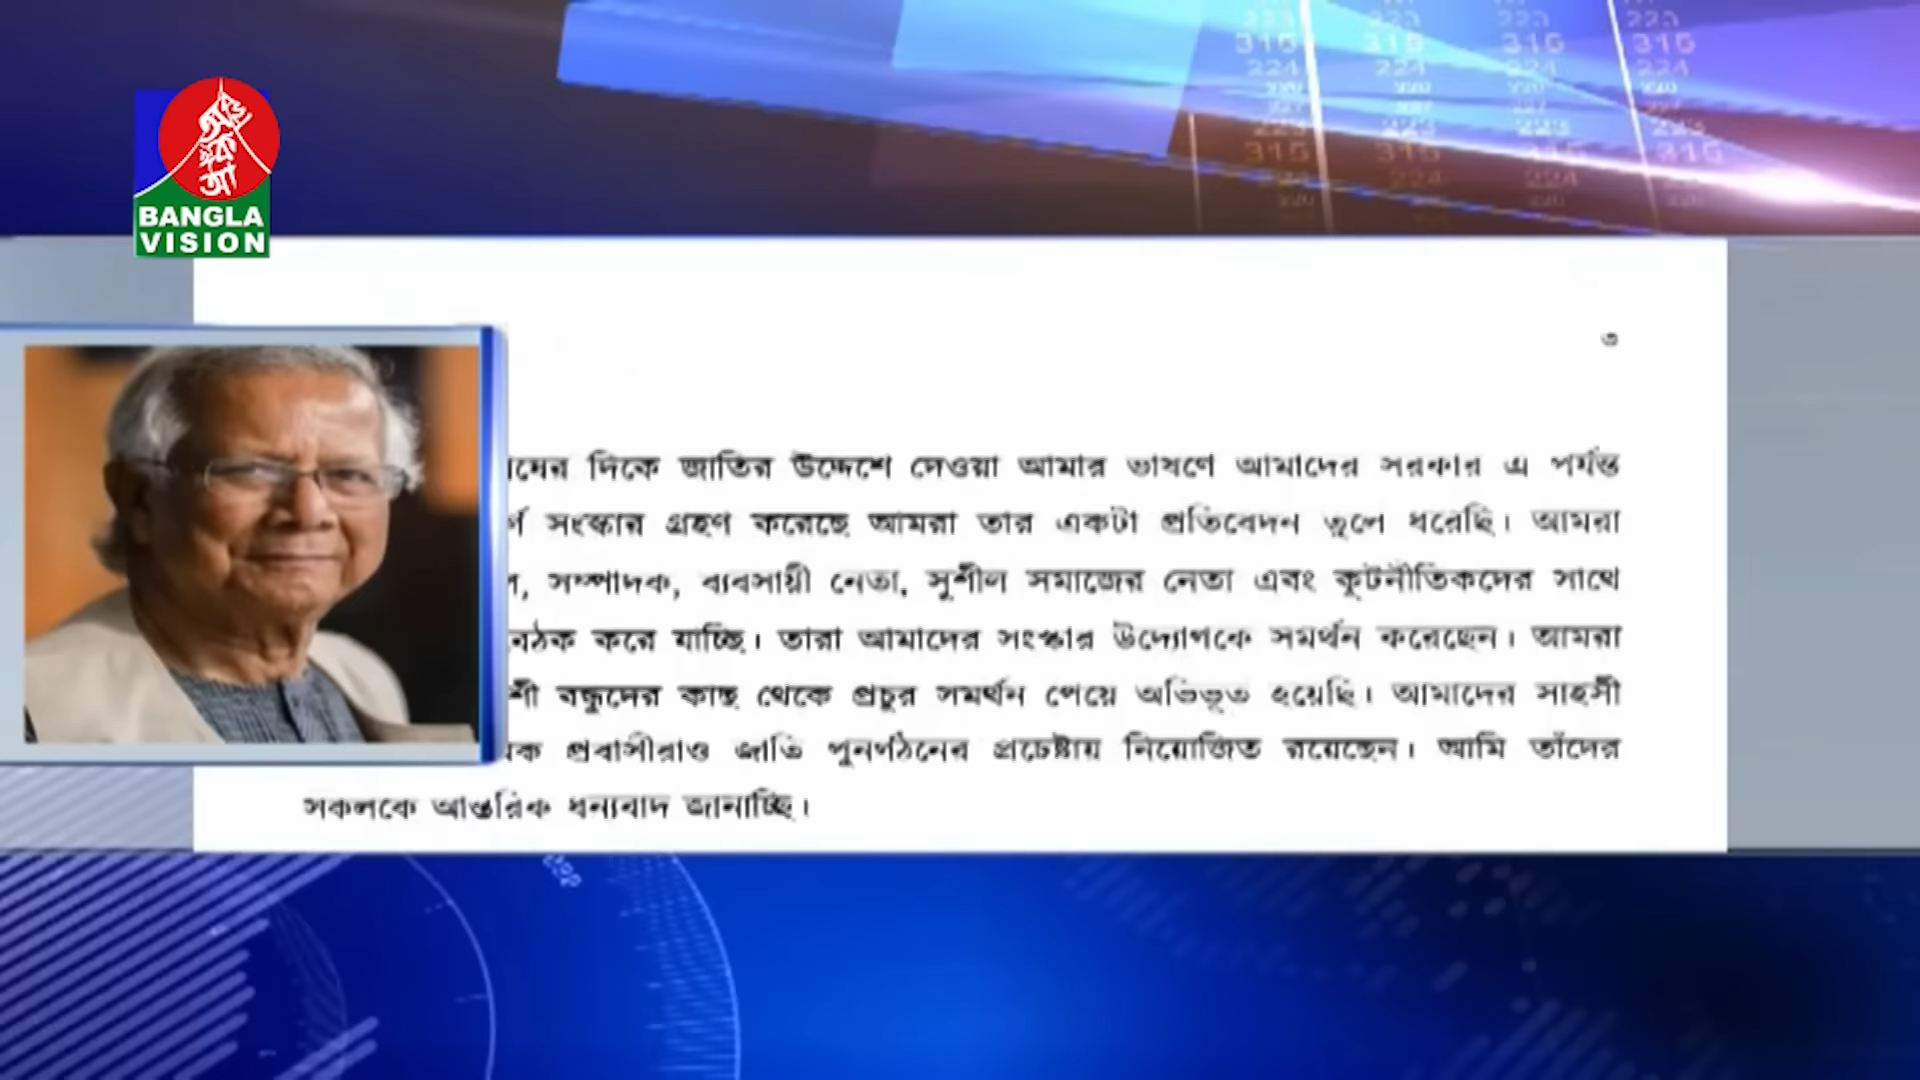 BANGLA
VISION
৩
দিকে জাতির উদ্দেশে দেওয়া আমার ভাষণে আমাদের সরকার এ পর্যন্ত
সংস্কার গ্রহণ করেছে আমরা তার একটা প্রতিবেদন তুলে ধরেছি। আমরা
সম্পাদক, ব্যবসায়ী নেতা, সুশীল সমাজের নেতা এবং কূটনীতিকদের সাথে
করে যাচ্ছি। তারা আমাদের সংস্কার উদ্যোগকে সমর্থন করেছেন। আমরা
বন্ধুদের কাছ থেকে প্রচুর সমর্থন পেয়ে অভিভূত হয়েছি। আমাদের সাহসী
প্রবাসীরাও জাতি পুনর্গঠনের প্রচেষ্টায় নিয়োজিত রয়েছেন। আমি তাঁদের
সকলকে আন্তরিক ধন্যবাদ জানাচ্ছি।